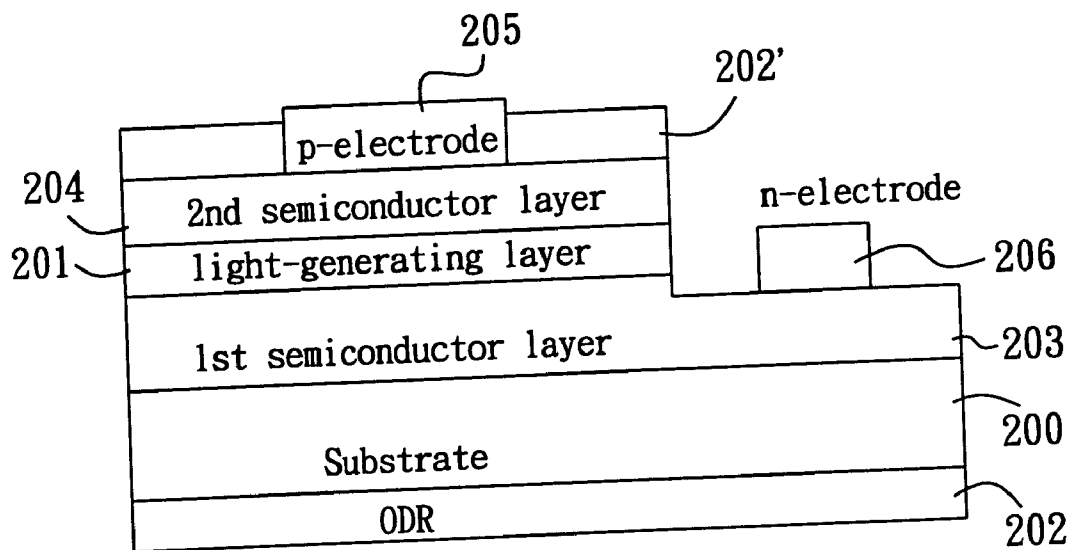 205
202'
p-electrode
204
2nd semiconductor layer
n-electrode
201
light-generating layer
206
1st semiconductor layer
203
200
Substrate
ODR
202